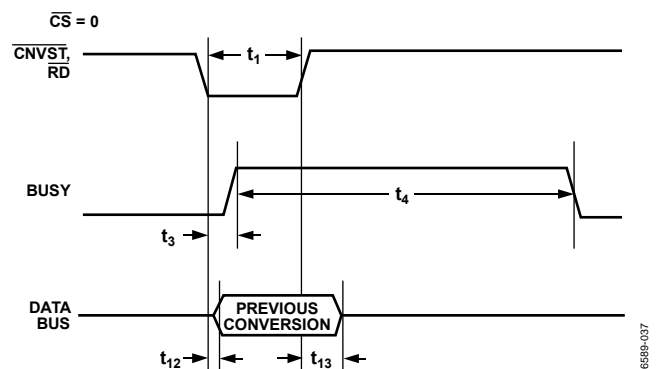 CS = 0
CNVST,
RD
t1
BUSY
t4
t3
DATA
BUS
PREVIOUS
CONVERSION
t12
t13
6589-037